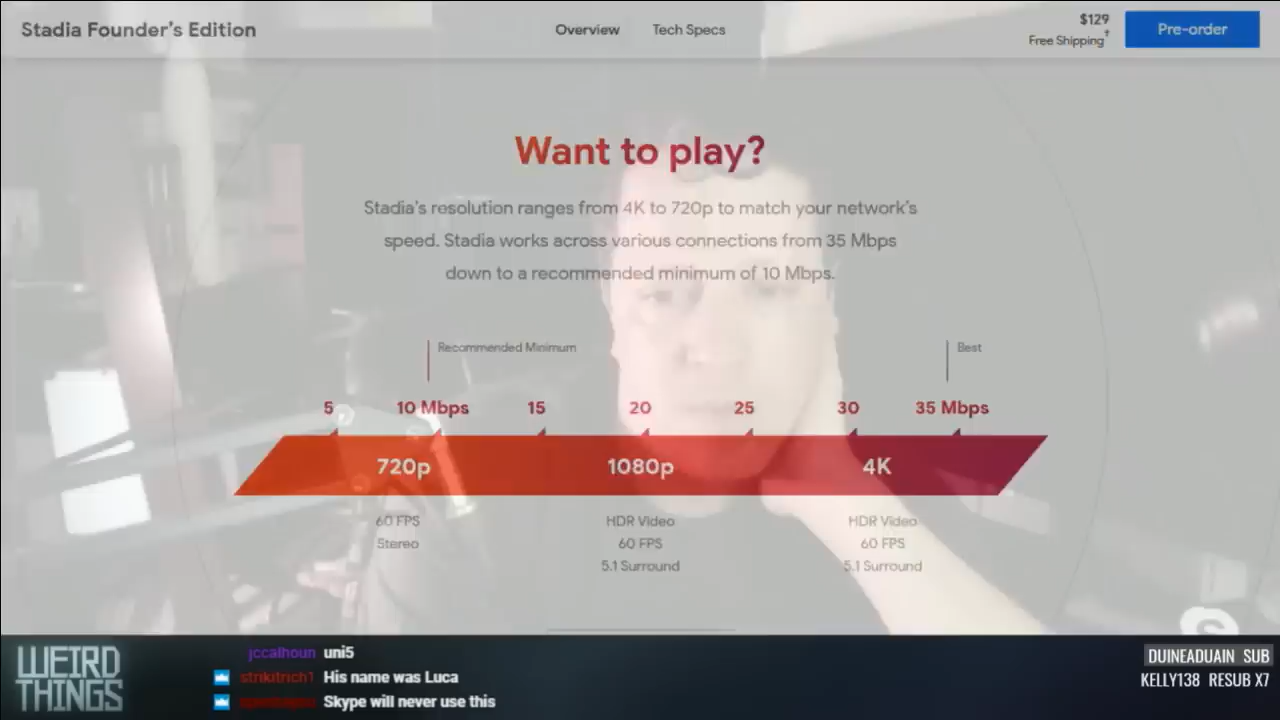 Stadia Founder's Edition
Overview
Tech Specs
$129
Free Shipping†
Pre-order
Want to play?
Stadia's resolution ranges from 4K to 720p to match your network's
speed. Stadia works across various connections from 35 Mbps
down to a recommended minimum of 10 Mbps.
Recommended Minimum
Best
5
10 Mbps
15
20
25
30
35 Mbps
720p
1080p
4K
60 FPS
Stereo
HDR Video
60 FPS
5.1 Surround
HDR Video
60 FPS
5.1 Surround
WEIRD
THINGS
jccalhoun uni5
strikitrich1 His name was Luca
Skype will never use this
DUINEADUAIN SUB
KELLY138 RESUB X7